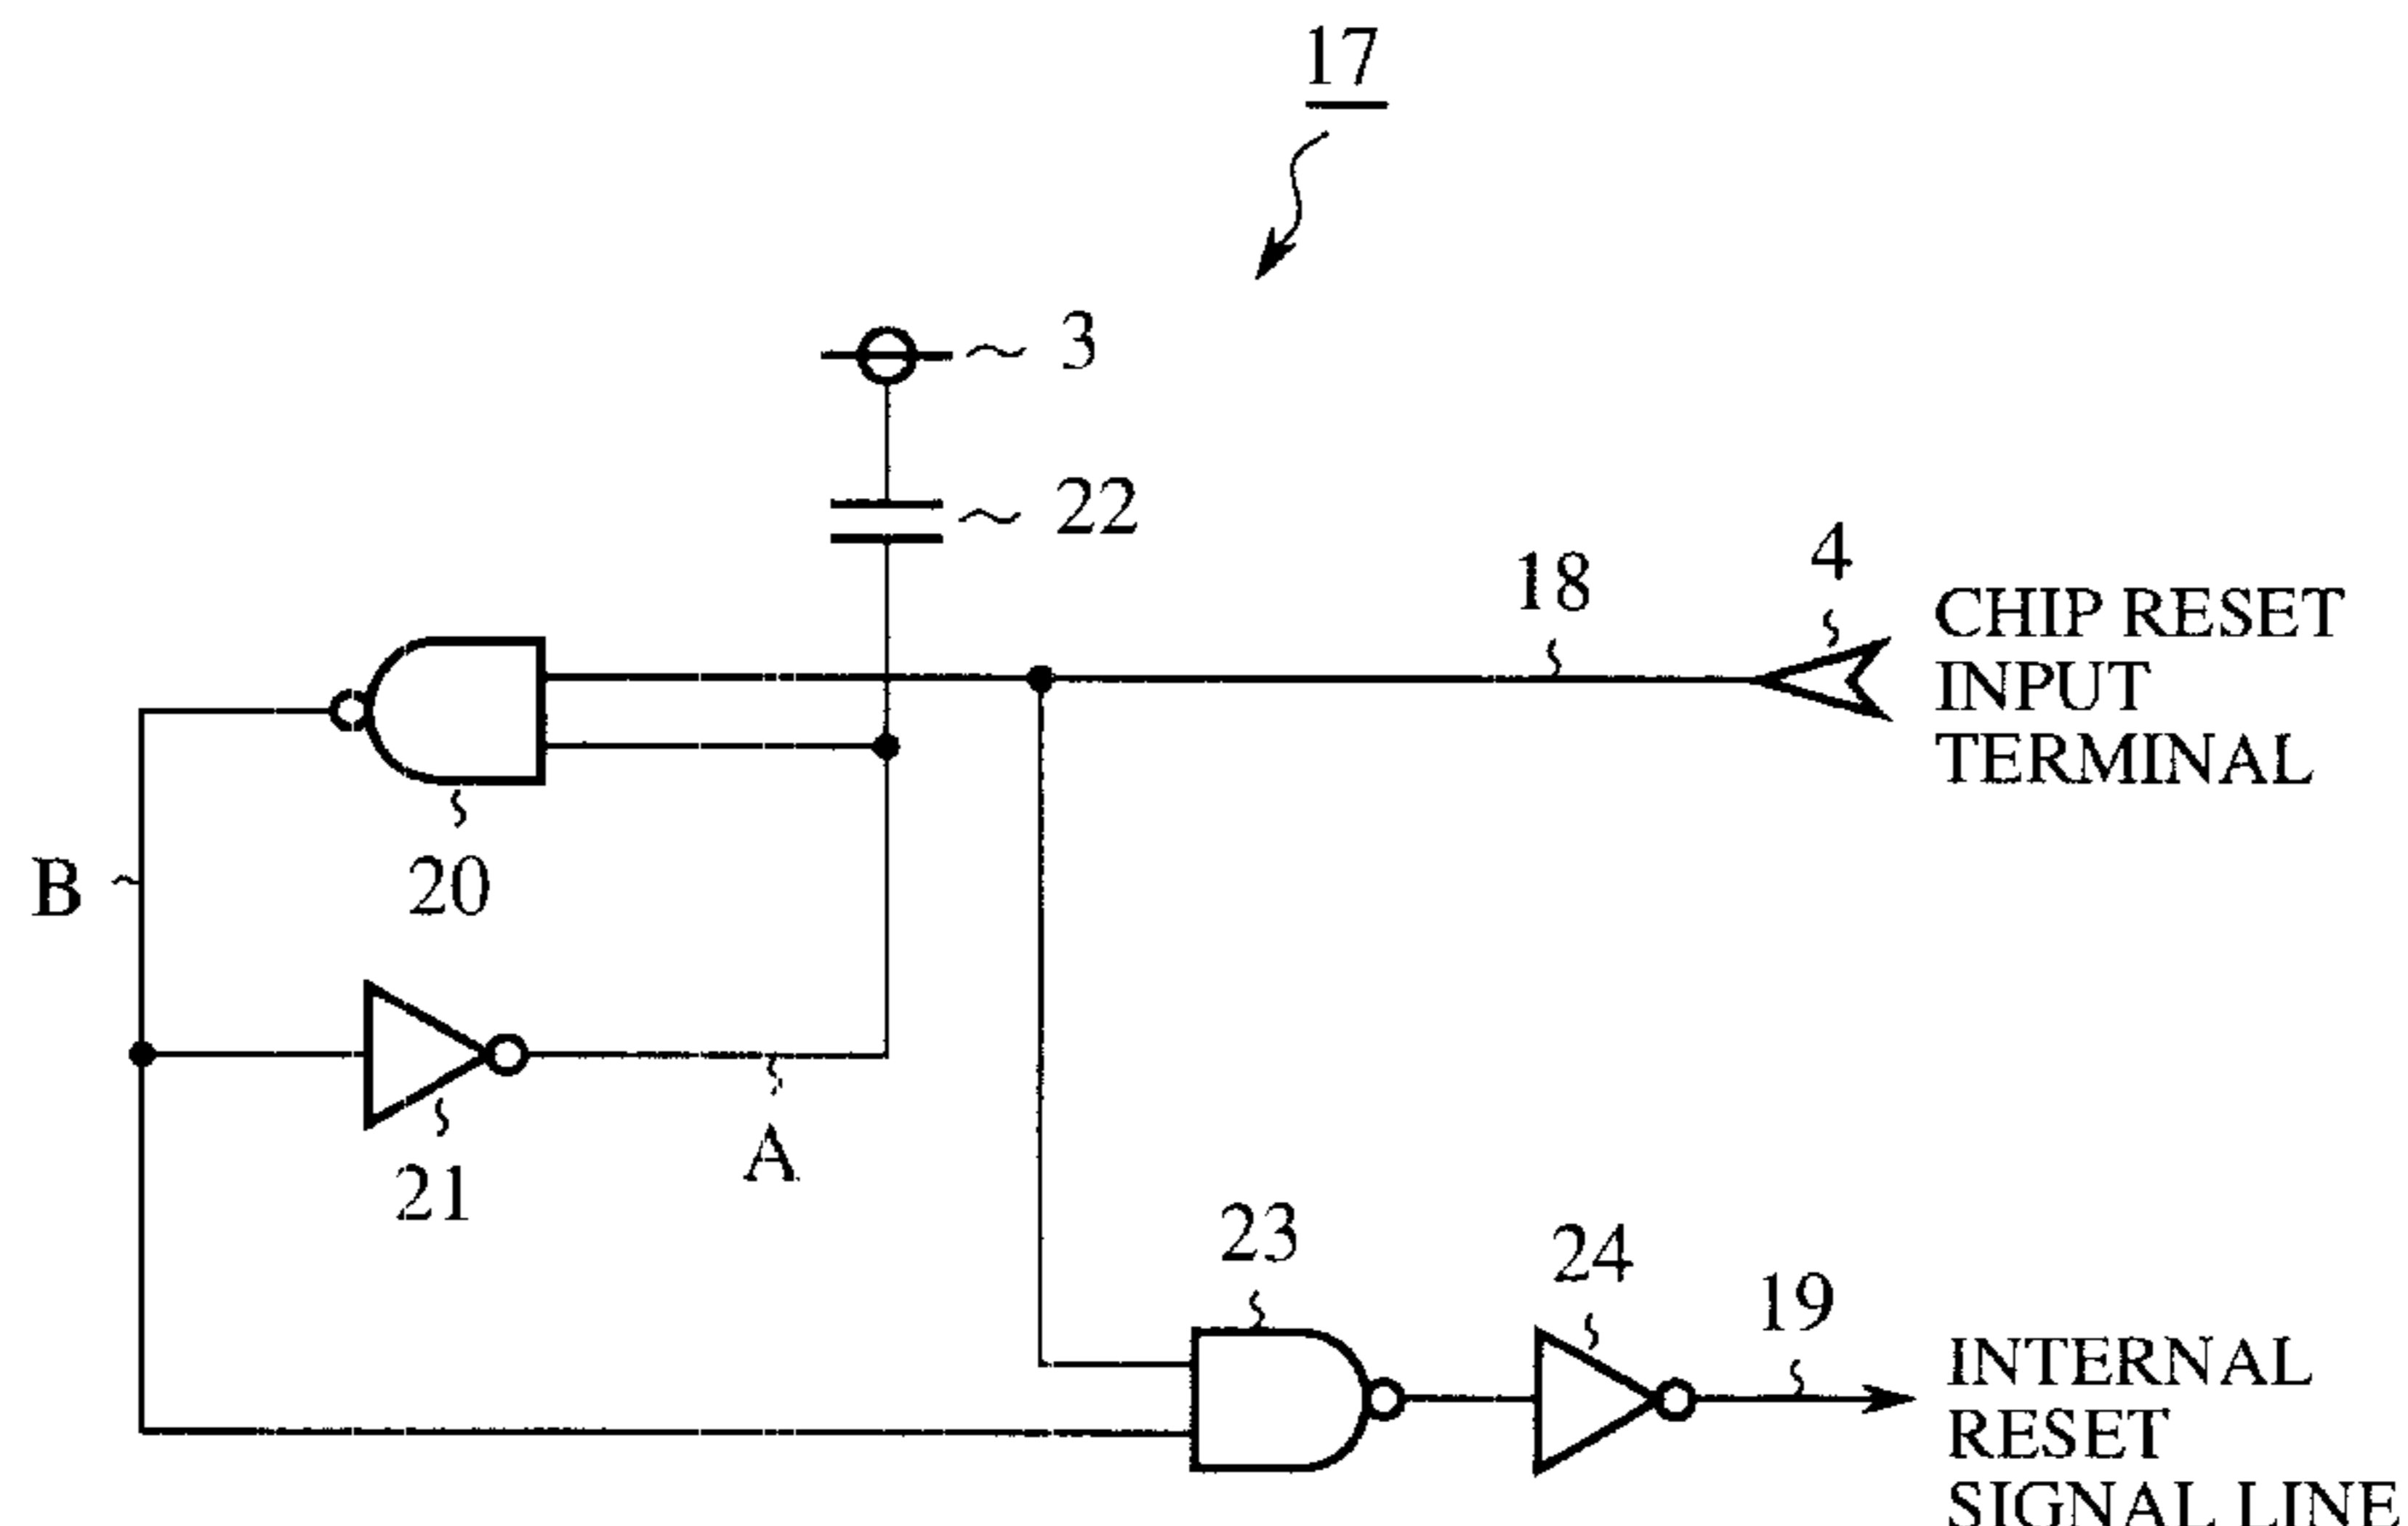 17
3
22
18
4
CHIP RESET
INPUT
TERMINAL
B
20
21
A
23
24
19
INTERNAL
RESET
SIGNAL LINE